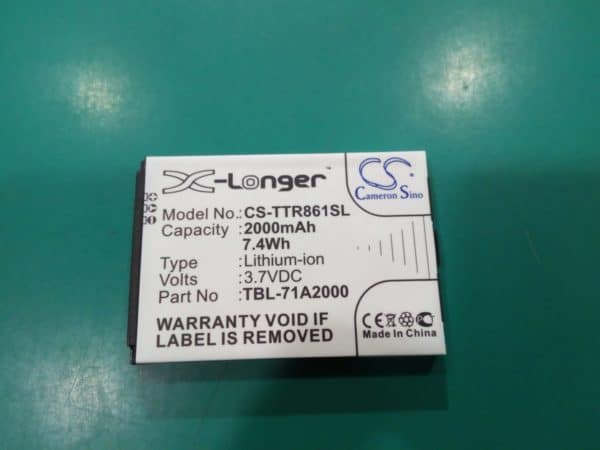 X-Longer
CS
Cameron Sino
Model No.: CS-TTR861SL
Capacity : 2000mAh
7.4Wh
Type : Lithium-ion
Volts : 3.7VDC
Part No : TBL-71A2000
WARRANTY VOID IF
LABEL IS REMOVED
CE
Made In China